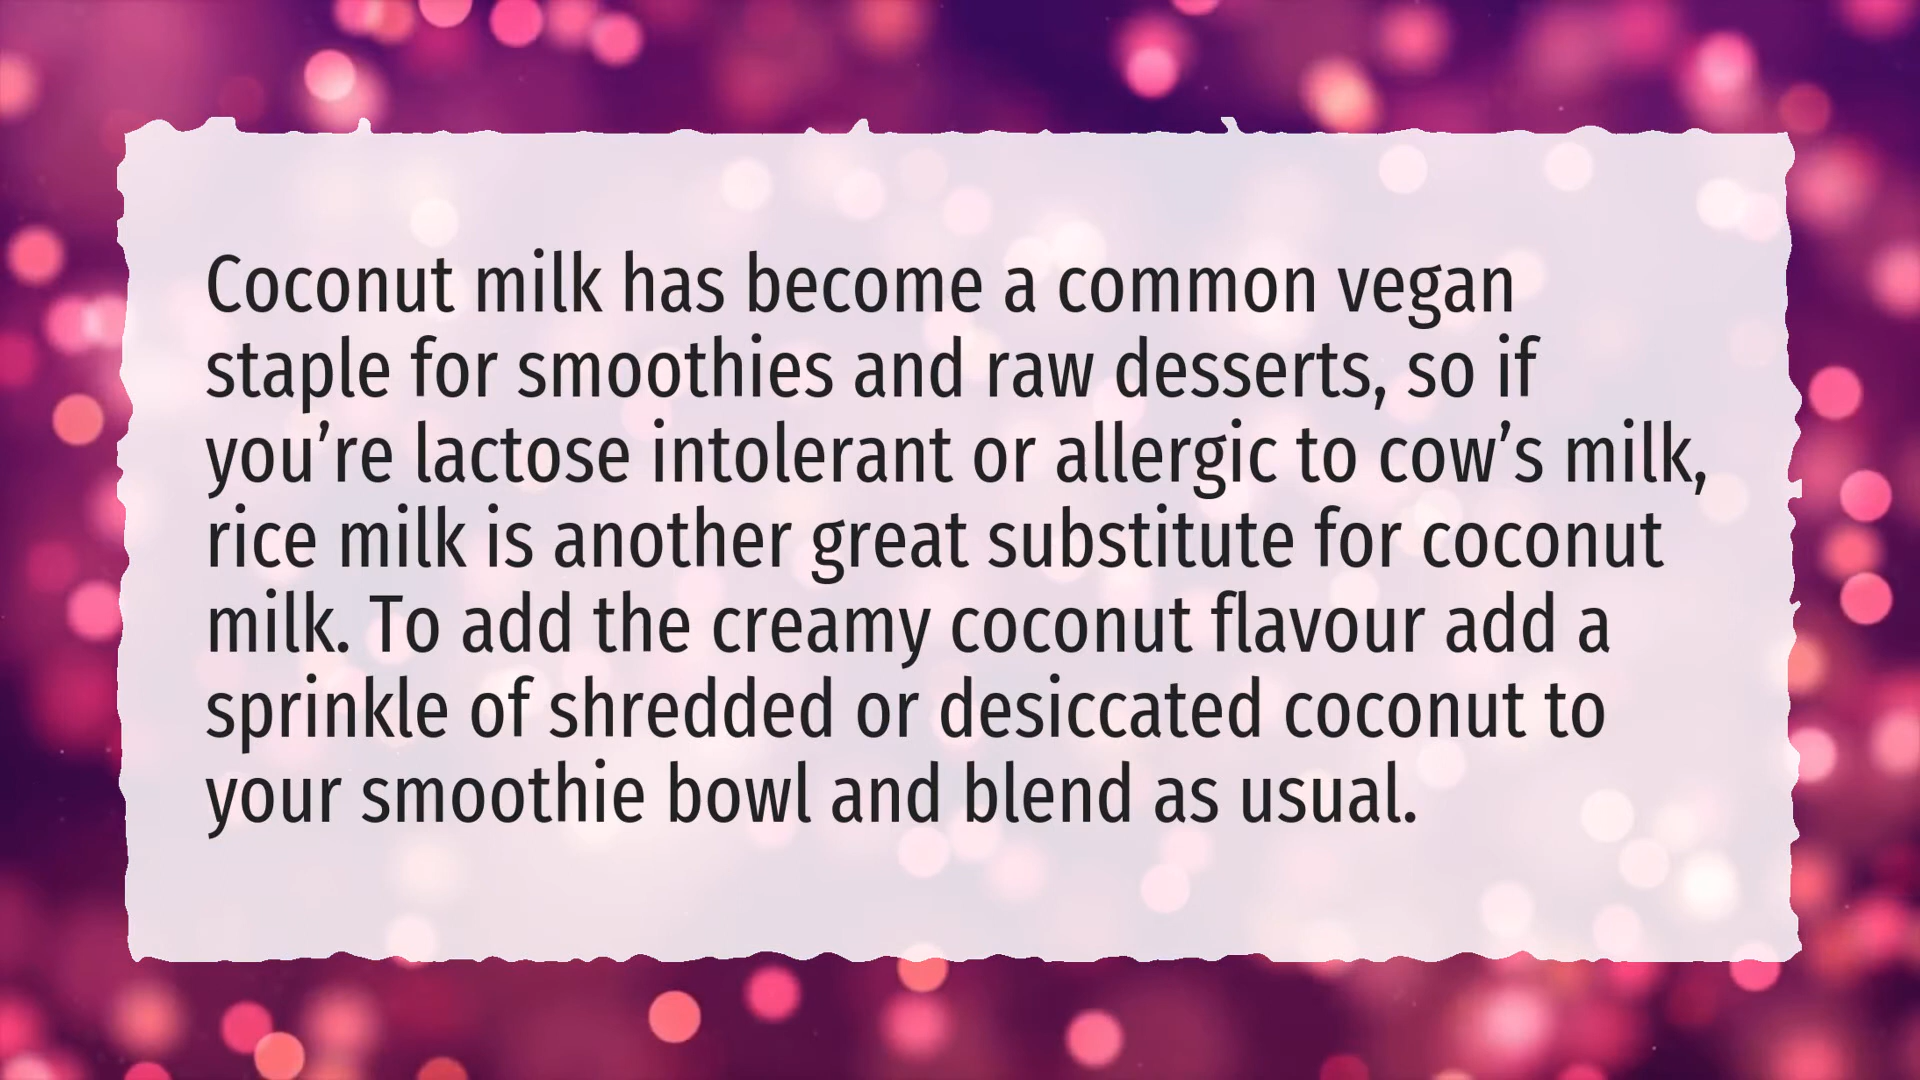 Coconut milk has become a common vegan
staple for smoothies and raw desserts, so if
you’re lactose intolerant or allergic to cow’s milk,
rice milk is another great substitute for coconut
milk. To add the creamy coconut flavour add a
sprinkle of shredded or desiccated coconut to
your smoothie bowl and blend as usual.